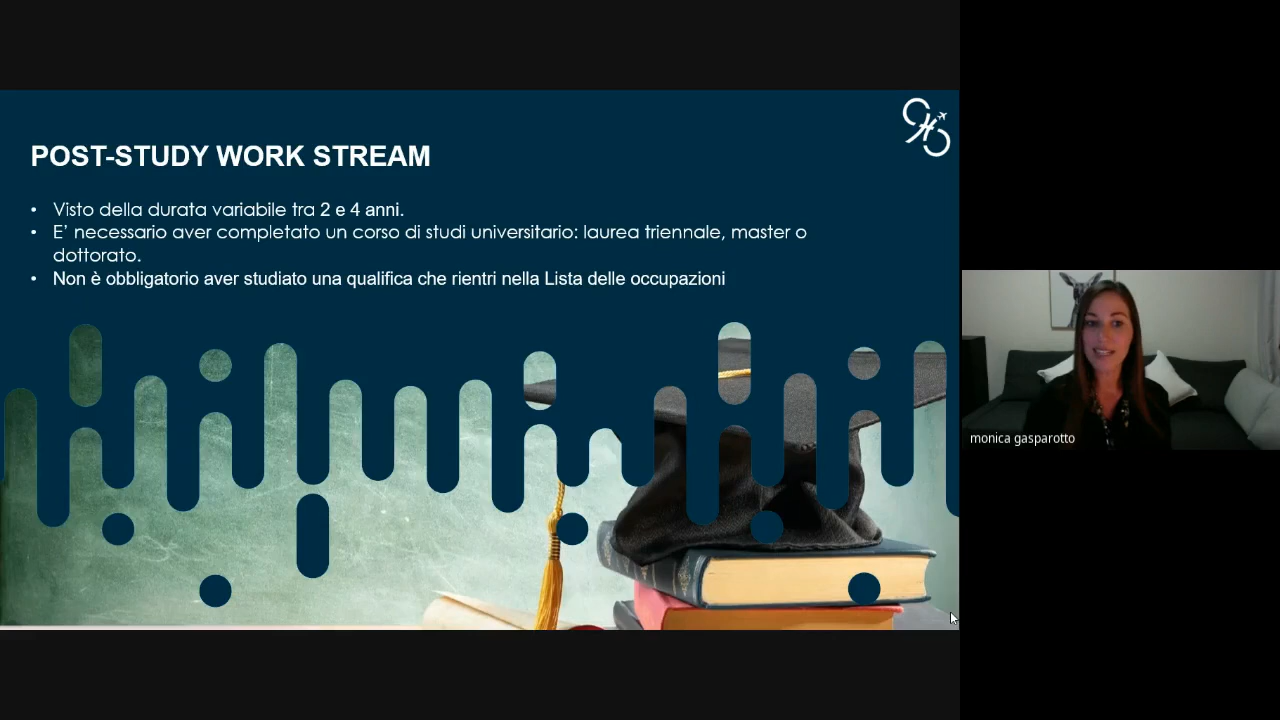 POST-STUDY WORK STREAM
• Visto della durata variabile tra 2 e 4 anni.
• E' necessario aver completato un corso di studi universitario: laurea triennale, master o
dottorato.
• Non è obbligatorio aver studiato una qualifica che rientri nella Lista delle occupazioni
monica gasparotto